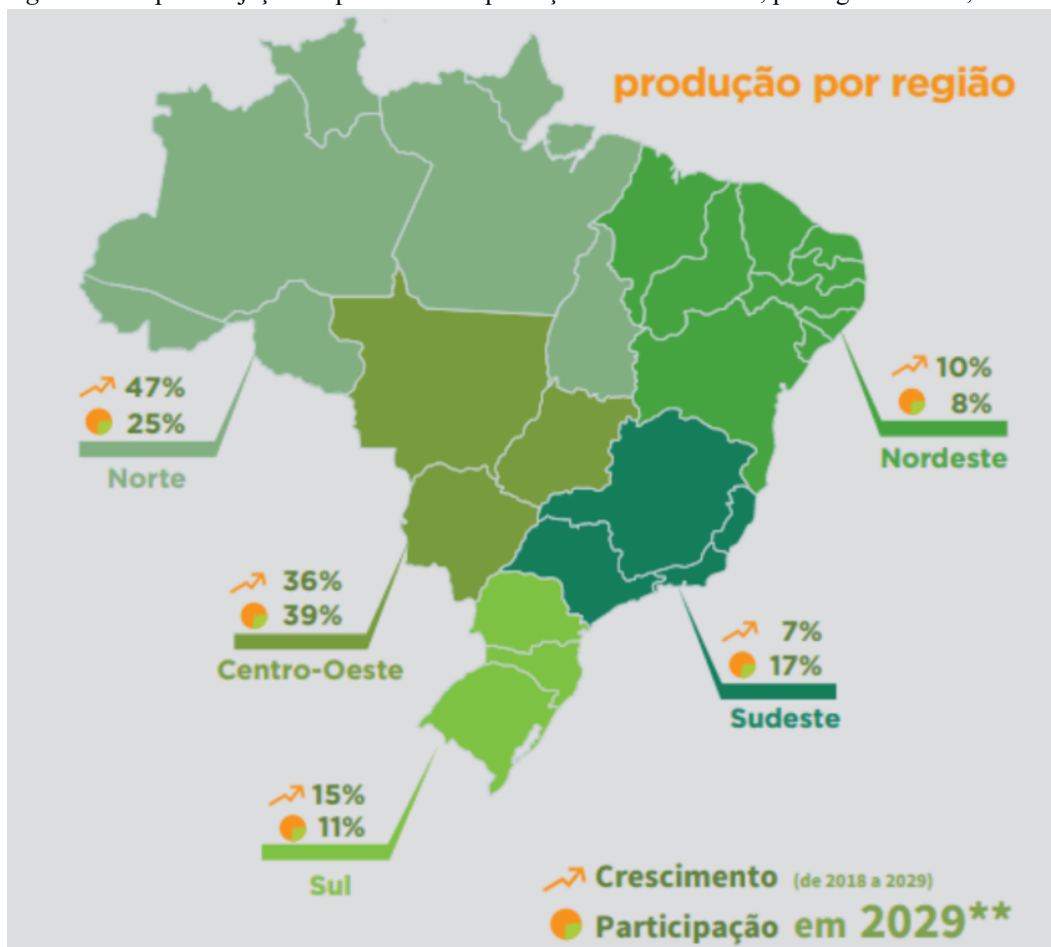 produção por região
47%
25%
Norte
10%
8%
Nordeste
36%
39%
Centro-Oeste
7%
17%
Sudeste
15%
11%
Sul
Crescimento (de 2018 a 2029)
Participação em 2029**